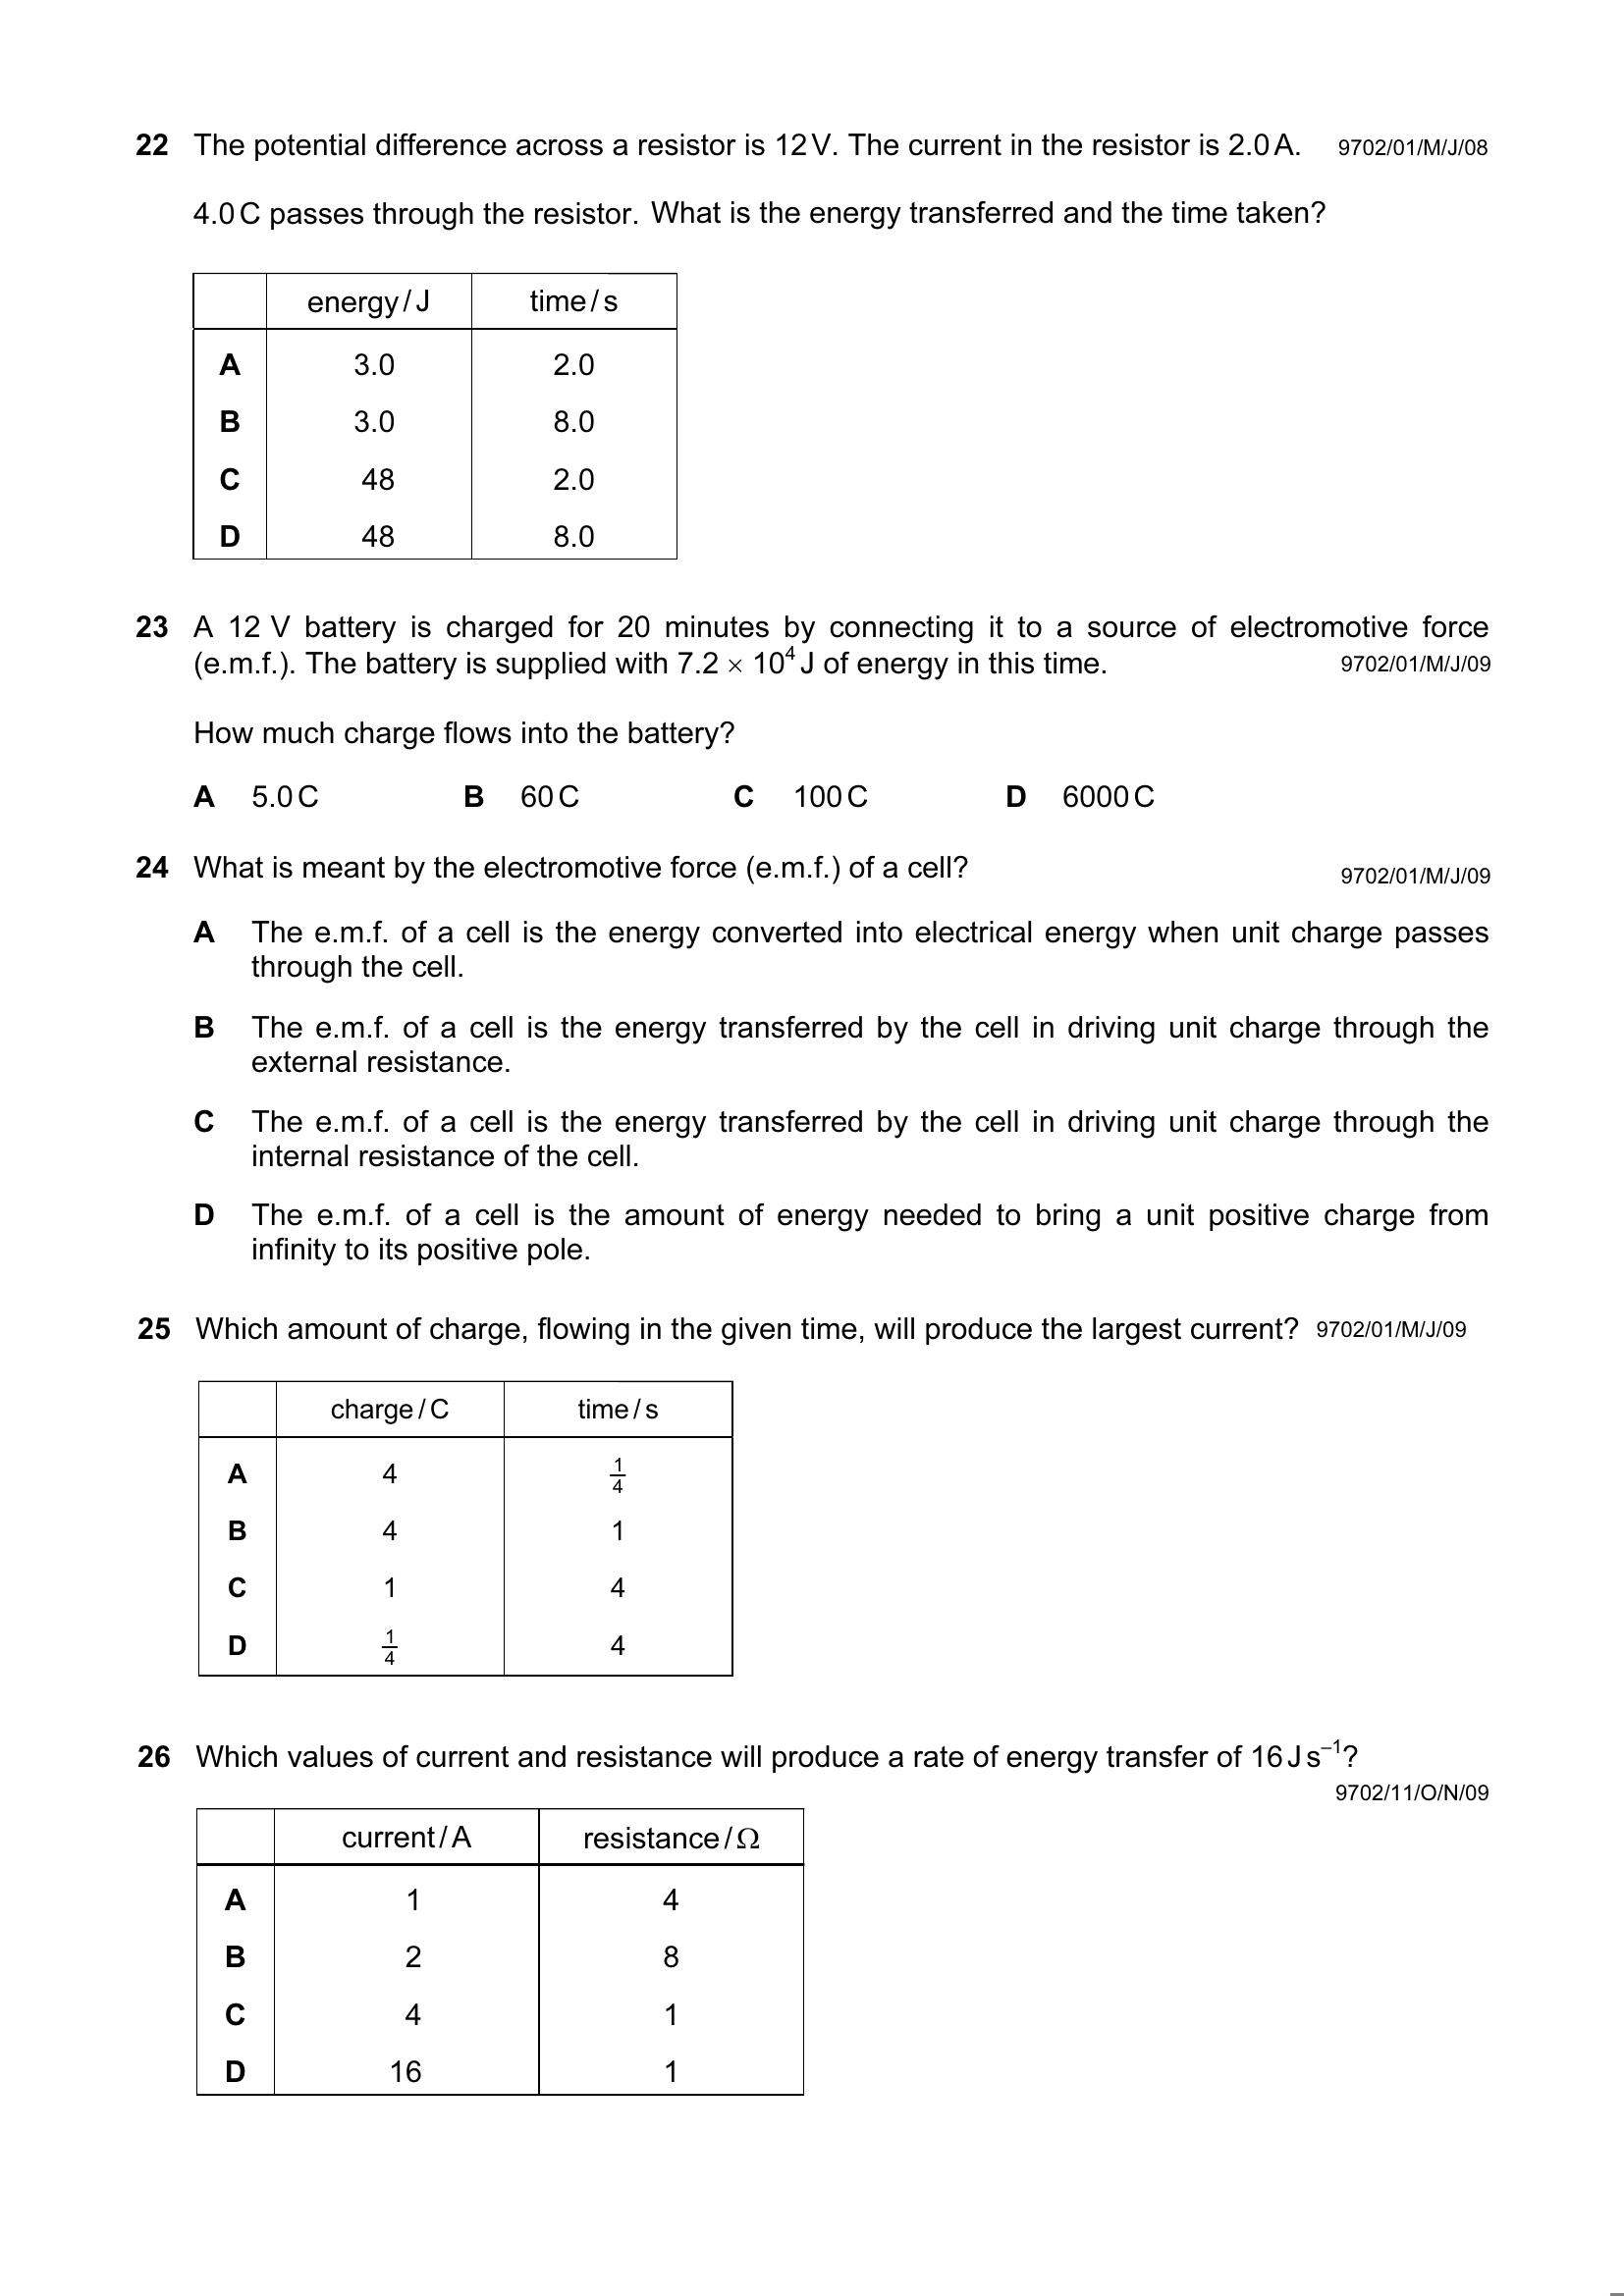 22 The potential difference across a resistor is 12 V. The current in the resistor is 2.0 A. 9702/01/M/J/08
4.0 C passes through the resistor. What is the energy transferred and the time taken?
energy / J time / s
A 3.0 2.0
B 3.0 8.0
C 48 2.0
D 48 8.0
23 A 12 V battery is charged for 20 minutes by connecting it to a source of electromotive force
(e.m.f.). The battery is supplied with 7.2 × 10⁴ J of energy in this time. 9702/01/M/J/09
How much charge flows into the battery?
A 5.0 C B 60 C C 100 C D 6000 C
24 What is meant by the electromotive force (e.m.f.) of a cell? 9702/01/M/J/09
A The e.m.f. of a cell is the energy converted into electrical energy when unit charge passes
through the cell.
B The e.m.f. of a cell is the energy transferred by the cell in driving unit charge through the
external resistance.
C The e.m.f. of a cell is the energy transferred by the cell in driving unit charge through the
internal resistance of the cell.
D The e.m.f. of a cell is the amount of energy needed to bring a unit positive charge from
infinity to its positive pole.
25 Which amount of charge, flowing in the given time, will produce the largest current? 9702/01/M/J/09
charge / C time / s
A 4 1/4
B 4 1
C 1 4
D 1/4 4
26 Which values of current and resistance will produce a rate of energy transfer of 16 J s⁻¹?
9702/11/O/N/09
current / A resistance / Ω
A 1 4
B 2 8
C 4 1
D 16 1